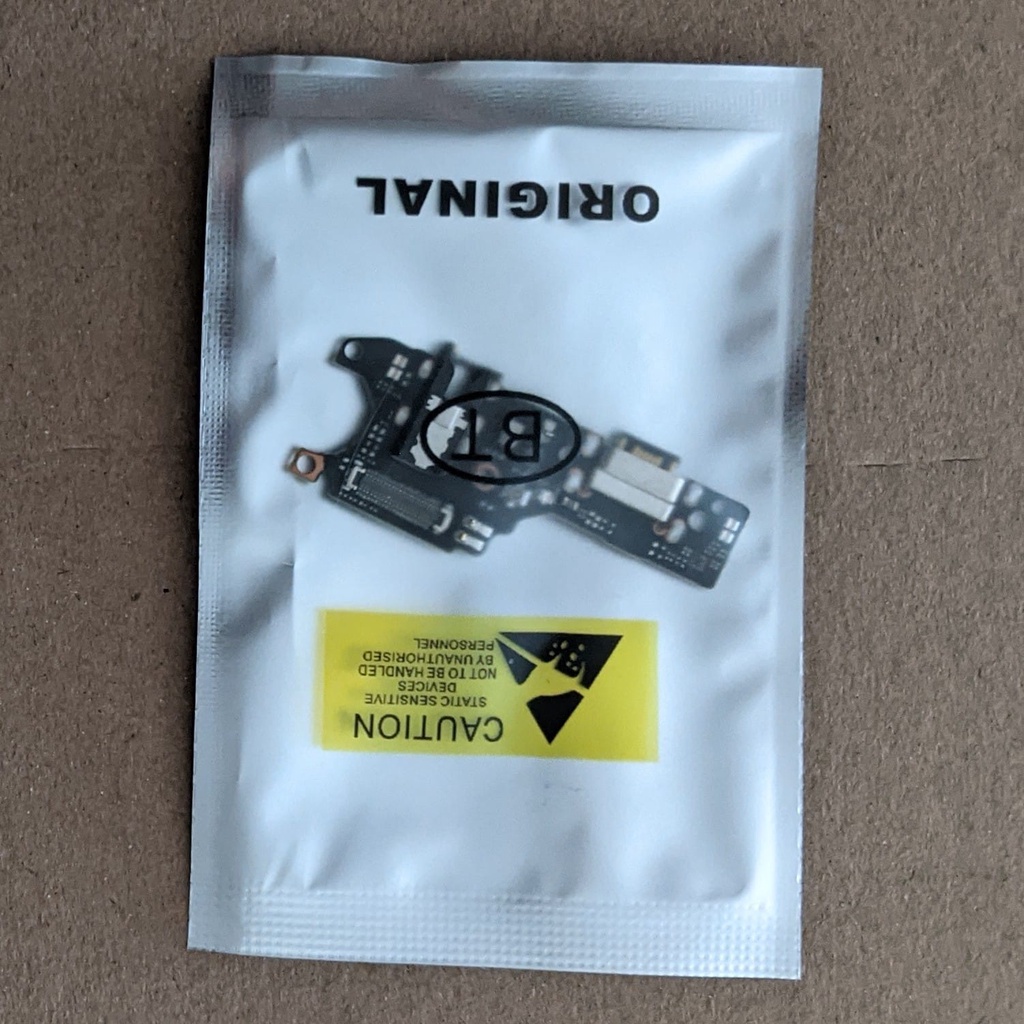 CAUTION
STATIC SENSITIVE
DEVICES
NOT TO BE HANDLED
BY UNAUTHORISED
PERSONNEL
BT
ORIGINAL